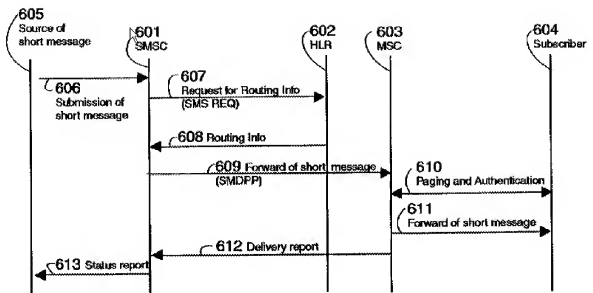 605
Source of
short message
601
SMSC
602
HLR
603
MSC
604
Subscriber
606
Submission of
short message
607
Request for Routing Info
(SMS REQ)
608 Routing Info
609 Forward of short message
(SMDPP)
610
Paging and Authentication
611
Forward of short message
612 Delivery report
613 Status report